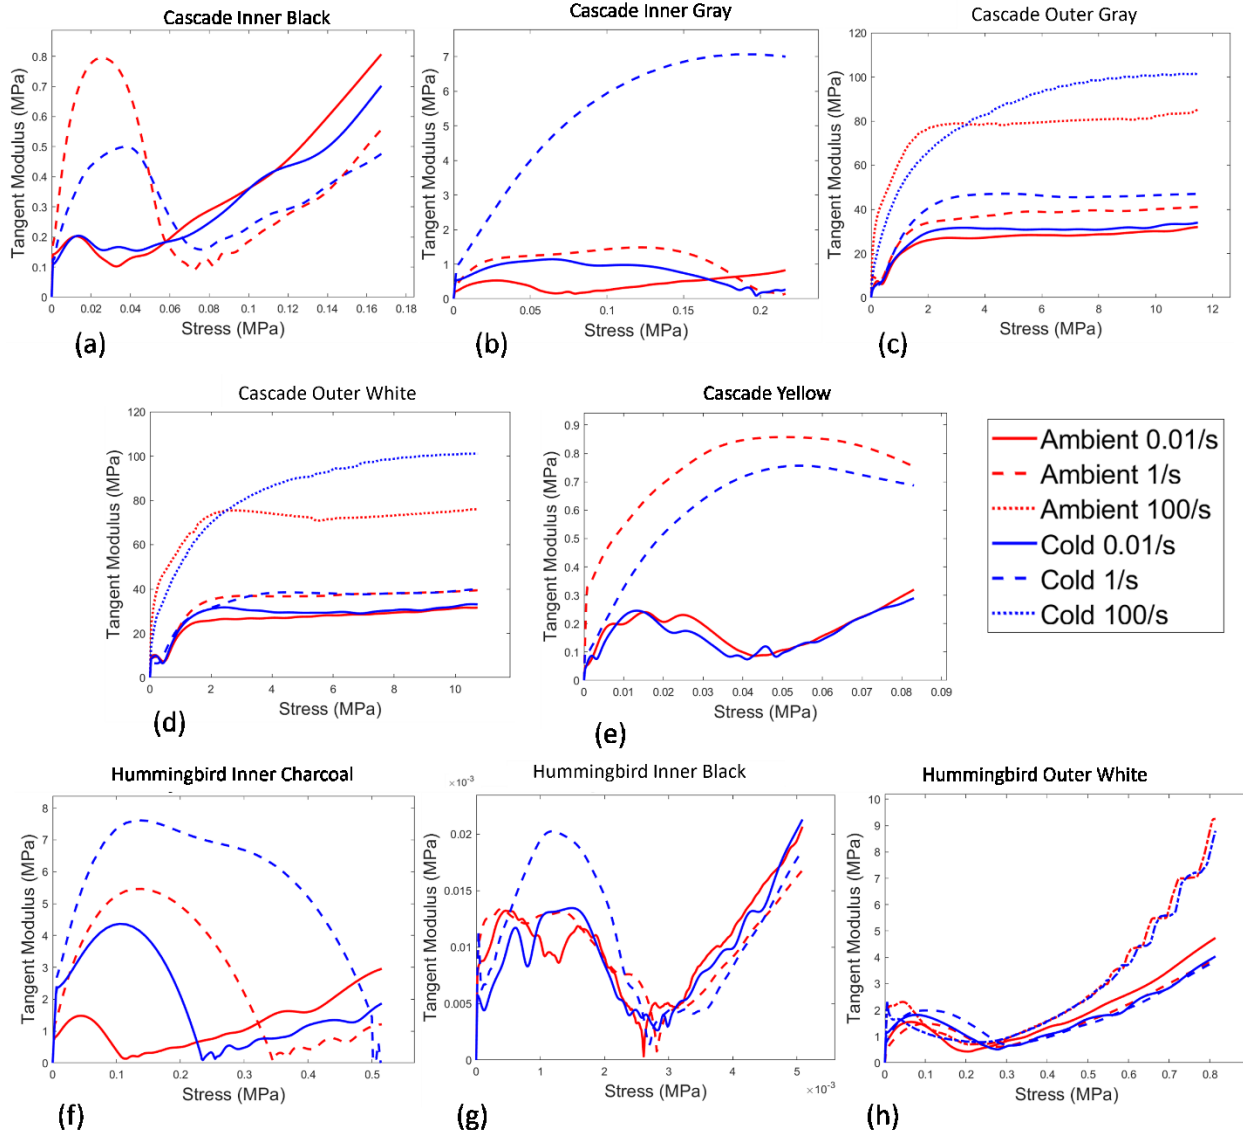 Cascade Inner Black
Tangent Modulus (MPa)
0.8
0.7
0.6
0.5
0.4
0.3
0.2
0.1
0
0 0.02 0.04 0.06 0.08 0.1 0.12 0.14 0.16 0.18
Stress (MPa)
(a)
Cascade Inner Gray
Tangent Modulus (MPa)
7
6
5
4
3
2
1
0
0 0.05 0.1 0.15 0.2
Stress (MPa)
(b)
Cascade Outer Gray
Tangent Modulus (MPa)
120
100
80
60
40
20
0
0 2 4 6 8 10 12
Stress (MPa)
(c)
Cascade Outer White
Tangent Modulus (MPa)
120
100
80
60
40
20
0
0 2 4 6 8 10
Stress (MPa)
(d)
Cascade Yellow
Tangent Modulus (MPa)
0.9
0.8
0.7
0.6
0.5
0.4
0.3
0.2
0.1
0
0 0.01 0.02 0.03 0.04 0.05 0.06 0.07 0.08 0.09
Stress (MPa)
(e)
Ambient 0.01/s
Ambient 1/s
Ambient 100/s
Cold 0.01/s
Cold 1/s
Cold 100/s
Hummingbird Inner Charcoal
Tangent Modulus (MPa)
8
7
6
5
4
3
2
1
0
0 0.1 0.2 0.3 0.4 0.5
Stress (MPa)
(f)
Hummingbird Inner Black
×10⁻³
Tangent Modulus (MPa)
0.02
0.015
0.01
0.005
0
0 1 2 3 4 5
×10⁻³
Stress (MPa)
(g)
Hummingbird Outer White
Tangent Modulus (MPa)
10
9
8
7
6
5
4
3
2
1
0
0 0.1 0.2 0.3 0.4 0.5 0.6 0.7 0.8
Stress (MPa)
(h)